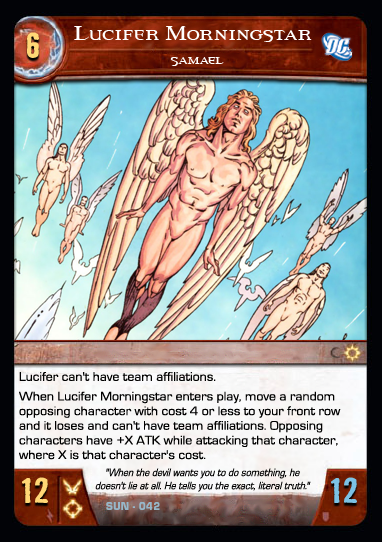 6
Lucifer Morningstar
Samael
DC
Lucifer can't have team affiliations.
When Lucifer Morningstar enters play, move a random
opposing character with cost 4 or less to your front row
and it loses and can't have team affiliations. Opposing
characters have +X ATK while attacking that character,
where X is that character's cost.
"When the devil wants you to do something, he
doesn't lie at all. He tells you the exact, literal truth."
12
12
SUN - 042